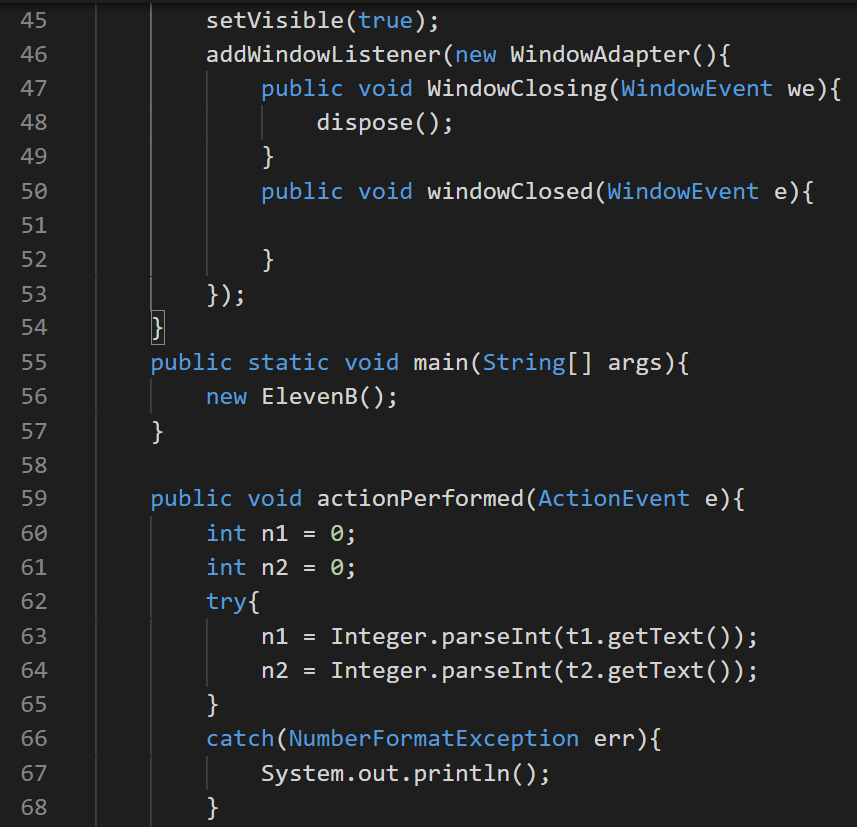 45 setVisible(true);
46 addWindowListener(new WindowAdapter(){
47 public void WindowClosing(WindowEvent we){
48 dispose();
49 }
50 public void windowClosed(WindowEvent e){
51
52 }
53 });
54 }
55 public static void main(String[] args){
56 new ElevenB();
57 }
58
59 public void actionPerformed(ActionEvent e){
60 int n1 = 0;
61 int n2 = 0;
62 try{
63 n1 = Integer.parseInt(t1.getText());
64 n2 = Integer.parseInt(t2.getText());
65 }
66 catch(NumberFormatException err){
67 System.out.println();
68 }